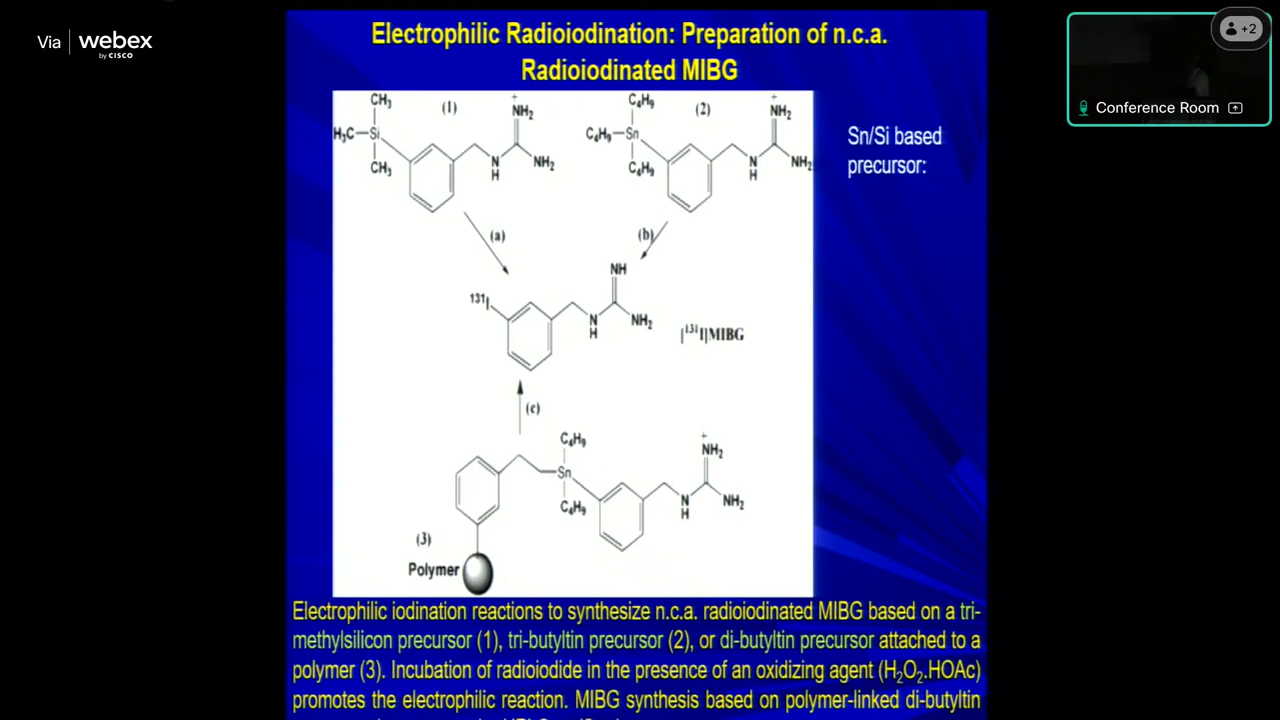 Via webex
by CISCO
+2
Conference Room
Electrophilic Radioiodination: Preparation of n.c.a.
Radioiodinated MIBG
Sn/Si based
precursor:
CH₃ (1) NH₂ +
H₃C Si
CH₃ N H NH₂
C₄H₉ (2) NH₂ +
C₄H₉ Sn
C₄H₉ N H NH₂
(a) (b)
NH
¹³¹I
N H NH₂
[¹³¹I]MIBG
(c)
C₄H₉ NH₂ +
Sn
C₄H₉ N H NH₂
(3)
Polymer
Electrophilic iodination reactions to synthesize n.c.a. radioiodinated MIBG based on a tri-
methylsilicon precursor (1), tri-butyltin precursor (2), or di-butyltin precursor attached to a
polymer (3). Incubation of radioiodide in the presence of an oxidizing agent (H₂O₂.HOAc)
promotes the electrophilic reaction. MIBG synthesis based on polymer-linked di-butyltin